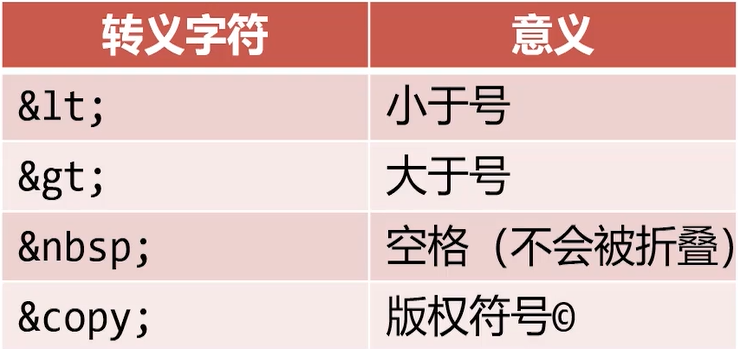 转义字符 意义
&lt; 小于号
&gt; 大于号
&nbsp; 空格（不会被折叠）
&copy; 版权符号©